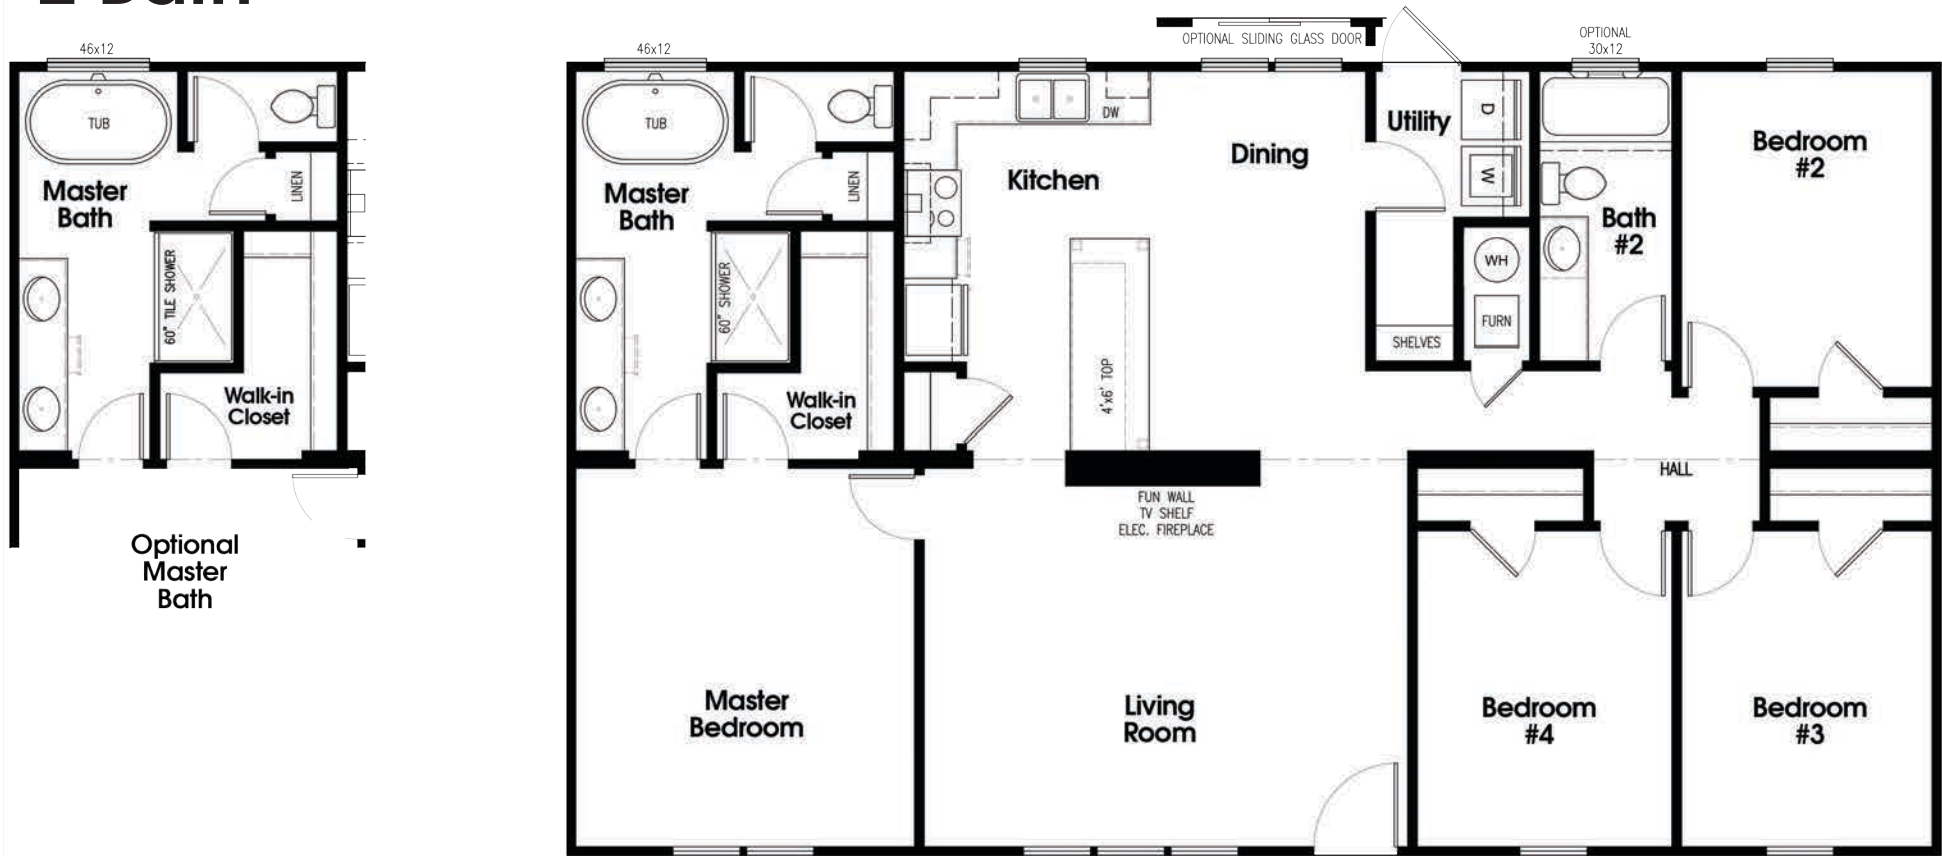 2 Bath
46x12
TUB
Master
Bath
LINEN
60" TILE SHOWER
Walk-in
Closet
Optional
Master
Bath
46x12
TUB
Master
Bath
LINEN
60" SHOWER
Walk-in
Closet
Master
Bedroom
OPTIONAL SLIDING GLASS DOOR
DW
Kitchen
Dining
4'x6' TOP
FUN WALL
TV SHELF
ELEC. FIREPLACE
Living
Room
Utility
D
W
WH
FURN
SHELVES
OPTIONAL
30x12
Bath
#2
Bedroom
#2
HALL
Bedroom
#4
Bedroom
#3